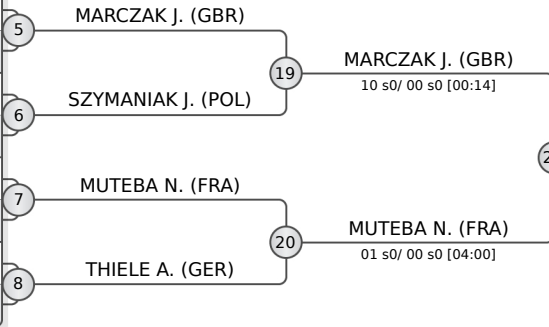 MARCZAK J. (GBR)
5
19
MARCZAK J. (GBR)
10 s0/ 00 s0 [00:14]
SZYMANIAK J. (POL)
6
MUTEBA N. (FRA)
7
20
MUTEBA N. (FRA)
01 s0/ 00 s0 [04:00]
THIELE A. (GER)
8